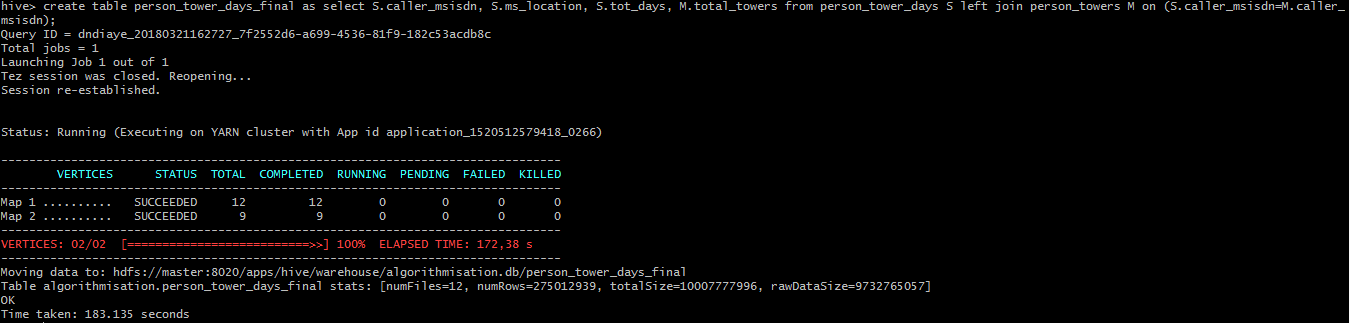 hive> create table person_tower_days_final as select S.caller_msisdn, S.ms_location, S.tot_days, M.total_towers from person_tower_days S left join person_towers M on (S.caller_msisdn=M.caller_
msisdn);
Query ID = dndiaye_20180321162727_7f2552d6-a699-4536-81f9-182c53acdb8c
Total jobs = 1
Launching Job 1 out of 1
Tez session was closed. Reopening...
Session re-established.
Status: Running (Executing on YARN cluster with App id application_1520512579418_0266)
--------------------------------------------------------------------------------
        VERTICES      STATUS  TOTAL  COMPLETED  RUNNING  PENDING  FAILED  KILLED
--------------------------------------------------------------------------------
Map 1 ..........   SUCCEEDED     12         12        0        0       0       0
Map 2 ..........   SUCCEEDED      9          9        0        0       0       0
--------------------------------------------------------------------------------
VERTICES: 02/02  [==========================>>] 100%  ELAPSED TIME: 172,38 s
--------------------------------------------------------------------------------
Moving data to: hdfs://master:8020/apps/hive/warehouse/algorithmisation.db/person_tower_days_final
Table algorithmisation.person_tower_days_final stats: [numFiles=12, numRows=275012939, totalSize=10007777996, rawDataSize=9732765057]
OK
Time taken: 183.135 seconds